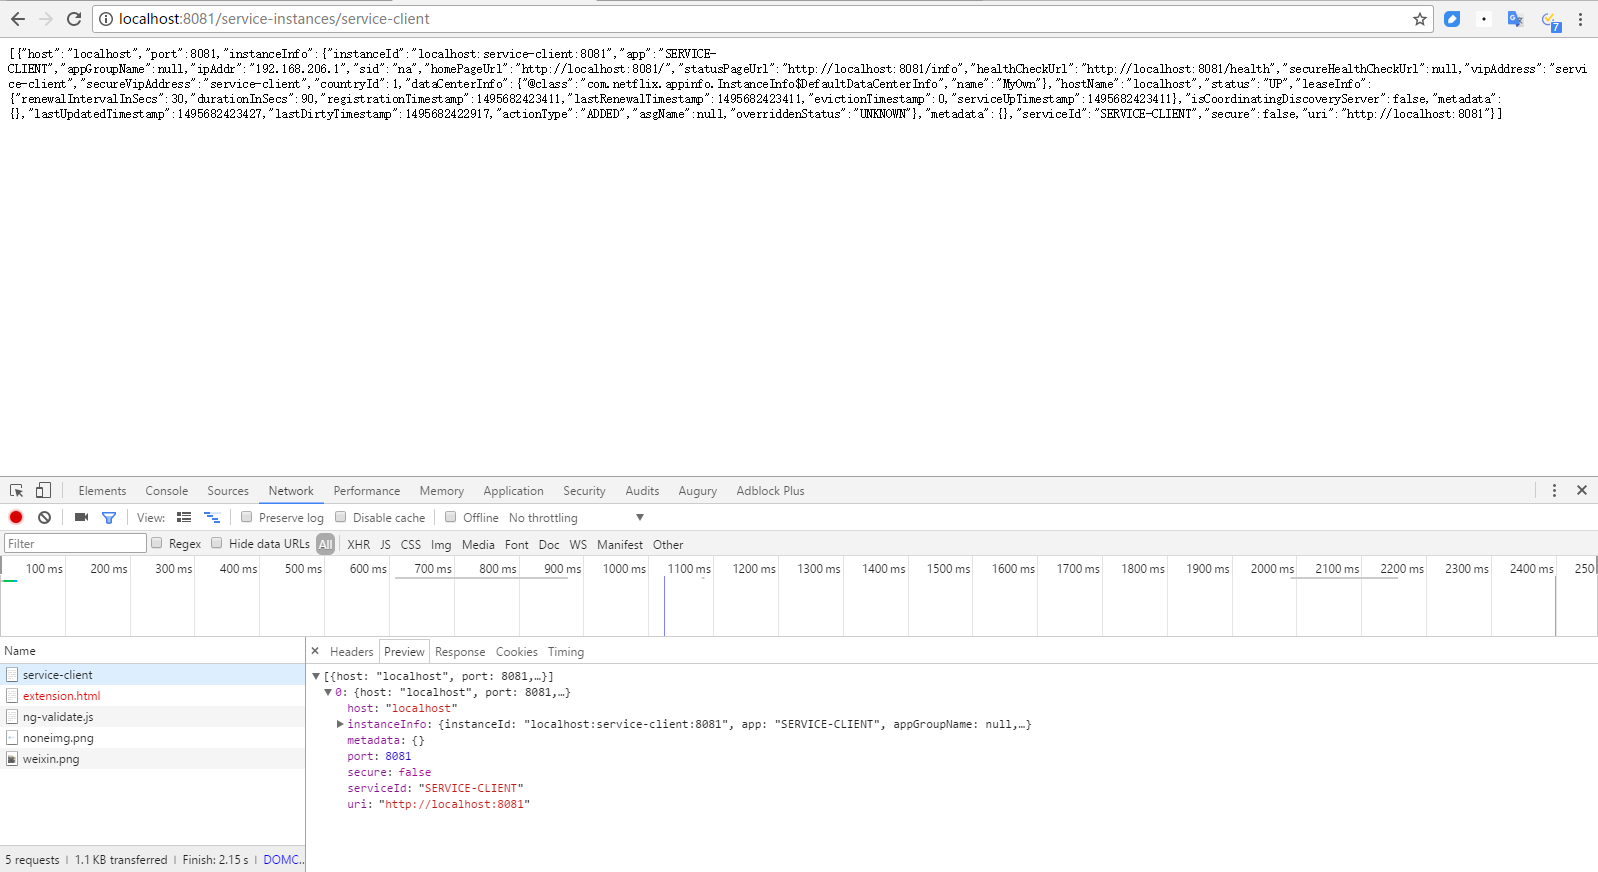 localhost:8081/service-instances/service-client
7
[{"host":"localhost","port":8081,"instanceInfo":{"instanceId":"localhost:service-client:8081","app":"SERVICE-
CLIENT","appGroupName":null,"ipAddr":"192.168.206.1","sid":"na","homePageUrl":"http://localhost:8081/","statusPageUrl":"http://localhost:8081/info","healthCheckUrl":"http://localhost:8081/health","secureHealthCheckUrl":null,"vipAddress":"servi
ce-client","secureVipAddress":"service-client","countryId":1,"dataCenterInfo":{"@class":"com.netflix.appinfo.InstanceInfo$DefaultDataCenterInfo","name":"MyOwn"},"hostName":"localhost","status":"UP","leaseInfo":
{"renewalIntervalInSecs":30,"durationInSecs":90,"registrationTimestamp":1495682423411,"lastRenewalTimestamp":1495682423411,"evictionTimestamp":0,"serviceUpTimestamp":1495682423411},"isCoordinatingDiscoveryServer":false,"metadata":
{},"lastUpdatedTimestamp":1495682423427,"lastDirtyTimestamp":1495682422917,"actionType":"ADDED","asgName":null,"overriddenStatus":"UNKNOWN"},"metadata":{},"serviceId":"SERVICE-CLIENT","secure":false,"uri":"http://localhost:8081"}]
Elements Console Sources Network Performance Memory Application Security Audits Augury Adblock Plus
View: Preserve log Disable cache Offline No throttling
Filter Regex Hide data URLs All XHR JS CSS Img Media Font Doc WS Manifest Other
100 ms 200 ms 300 ms 400 ms 500 ms 600 ms 700 ms 800 ms 900 ms 1000 ms 1100 ms 1200 ms 1300 ms 1400 ms 1500 ms 1600 ms 1700 ms 1800 ms 1900 ms 2000 ms 2100 ms 2200 ms 2300 ms 2400 ms 250
Name
service-client
extension.html
ng-validate.js
noneimg.png
weixin.png
5 requests | 1.1 KB transferred | Finish: 2.15 s | DOMC...
× Headers Preview Response Cookies Timing
[{host: "localhost", port: 8081,…}]
0: {host: "localhost", port: 8081,…}
host: "localhost"
instanceInfo: {instanceId: "localhost:service-client:8081", app: "SERVICE-CLIENT", appGroupName: null,…}
metadata: {}
port: 8081
secure: false
serviceId: "SERVICE-CLIENT"
uri: "http://localhost:8081"